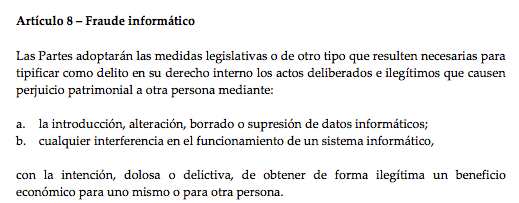 Artículo 8 – Fraude informático
Las Partes adoptarán las medidas legislativas o de otro tipo que resulten necesarias para
tipificar como delito en su derecho interno los actos deliberados e ilegítimos que causen
perjuicio patrimonial a otra persona mediante:
a. la introducción, alteración, borrado o supresión de datos informáticos;
b. cualquier interferencia en el funcionamiento de un sistema informático,
con la intención, dolosa o delictiva, de obtener de forma ilegítima un beneficio
económico para uno mismo o para otra persona.